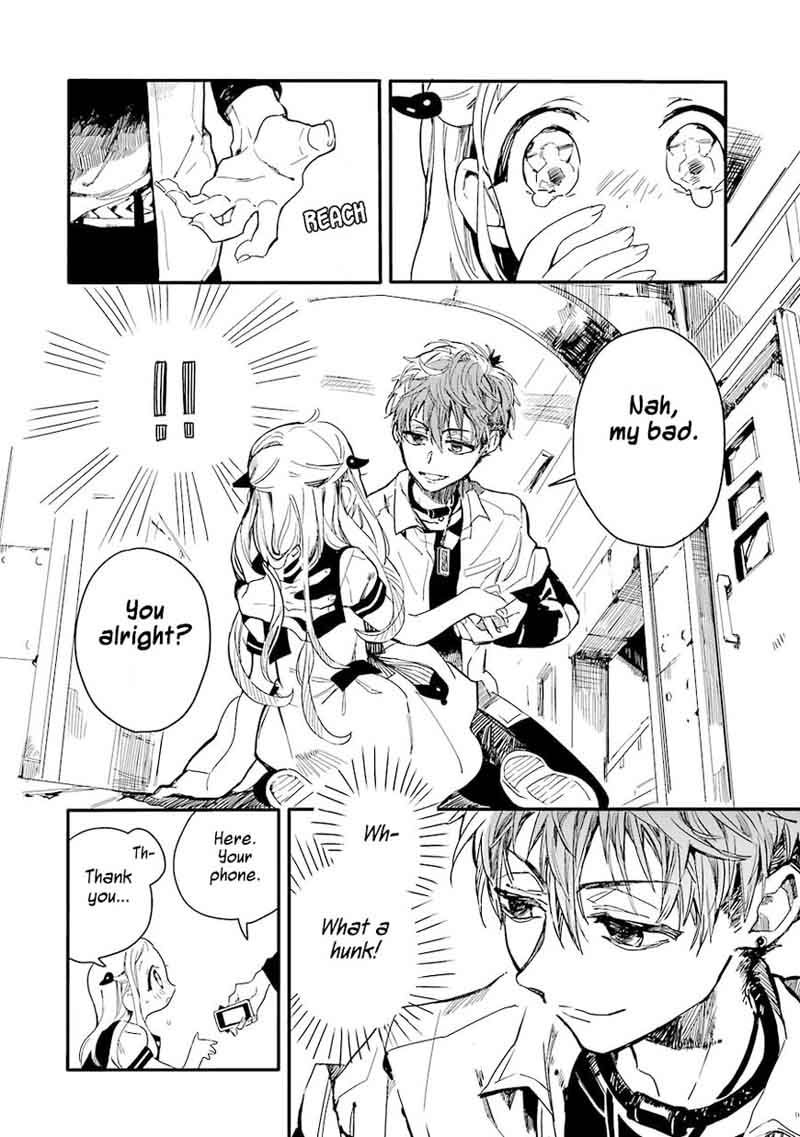 REACH
!!
Nah,
my bad.
You
alright?
Wh-
What a
hunk!
Here.
Your
phone.
Th-
Thank
you...